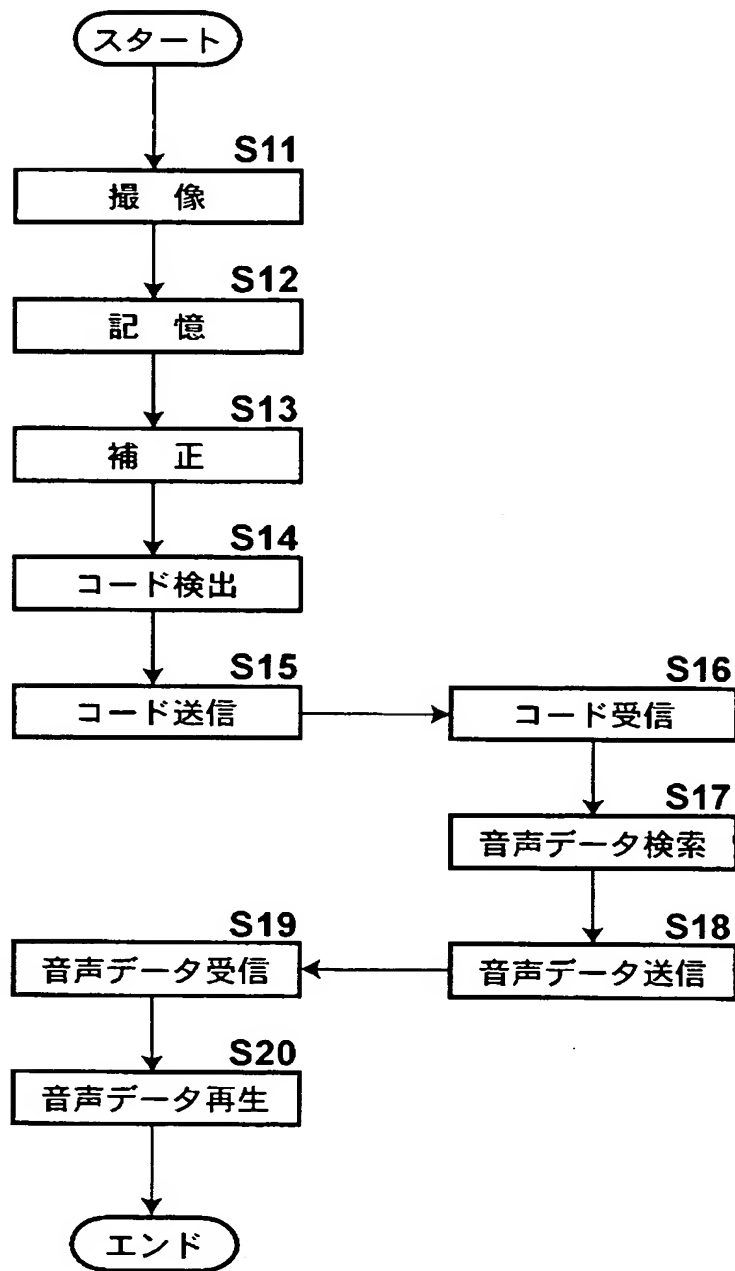 スタート
S11
撮 像
S12
記 憶
S13
補 正
S14
コード検出
S15
コード送信
S16
コード受信
S17
音声データ検索
S18
音声データ送信
S19
音声データ受信
S20
音声データ再生
エンド